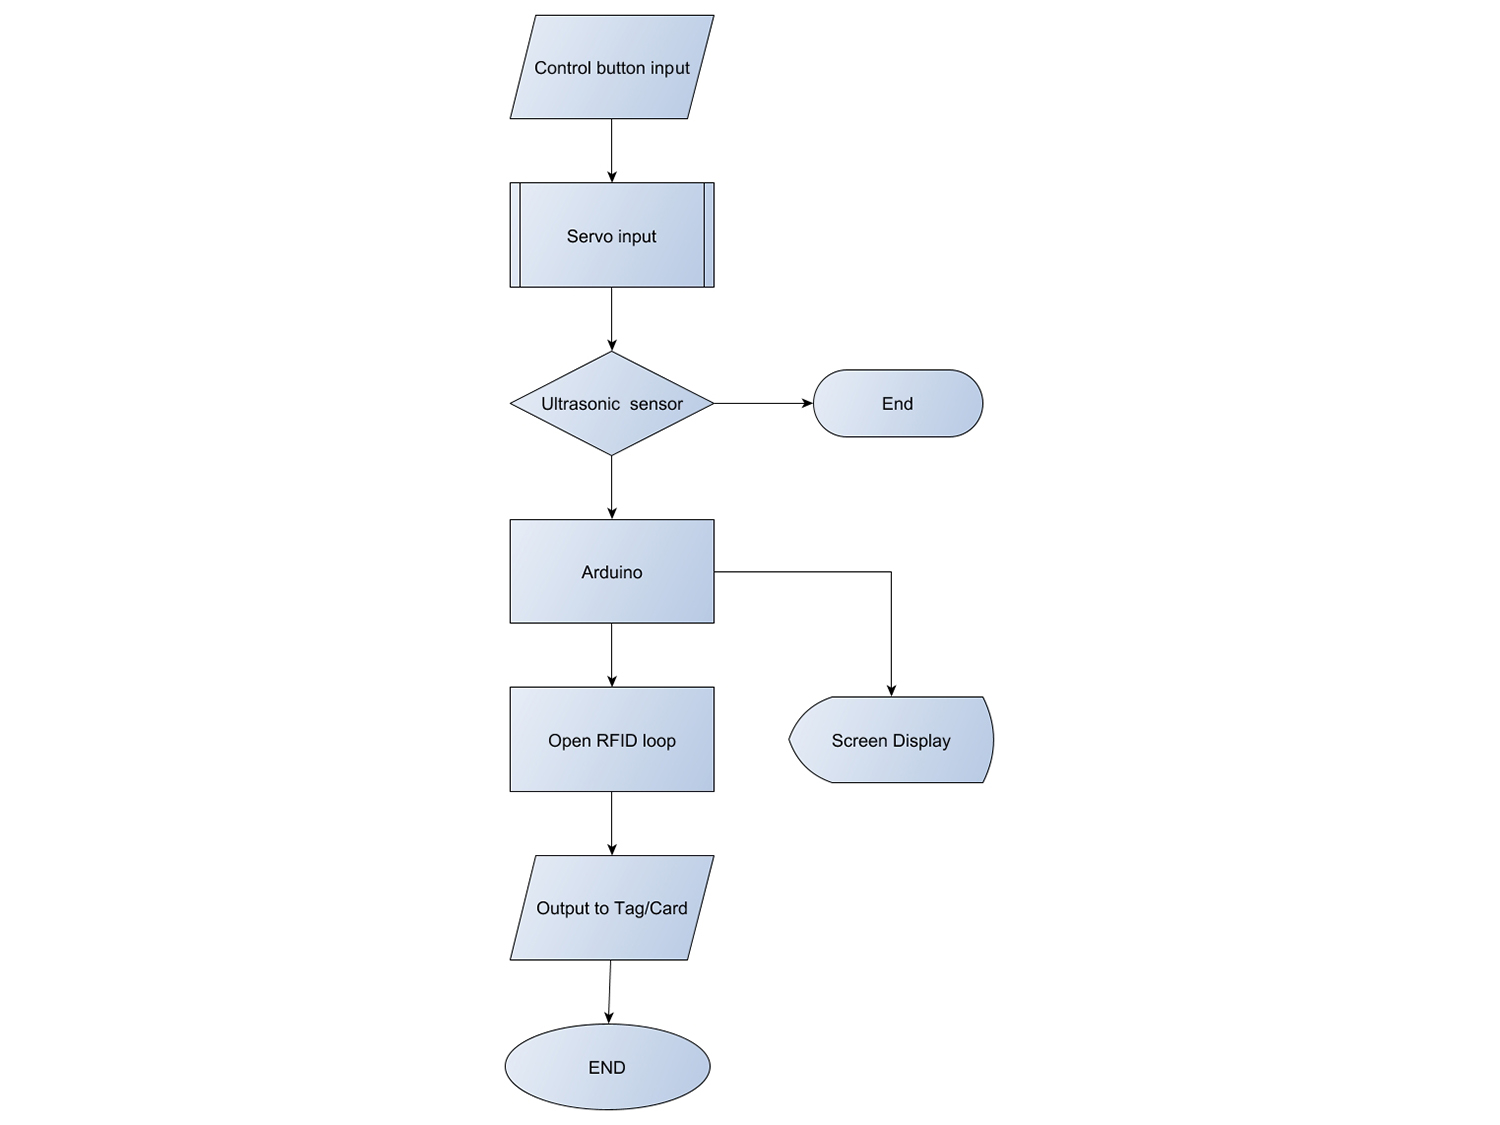 Control button input
Servo input
Ultrasonic  sensor
End
Arduino
Open RFID loop
Screen Display
Output to Tag/Card
END